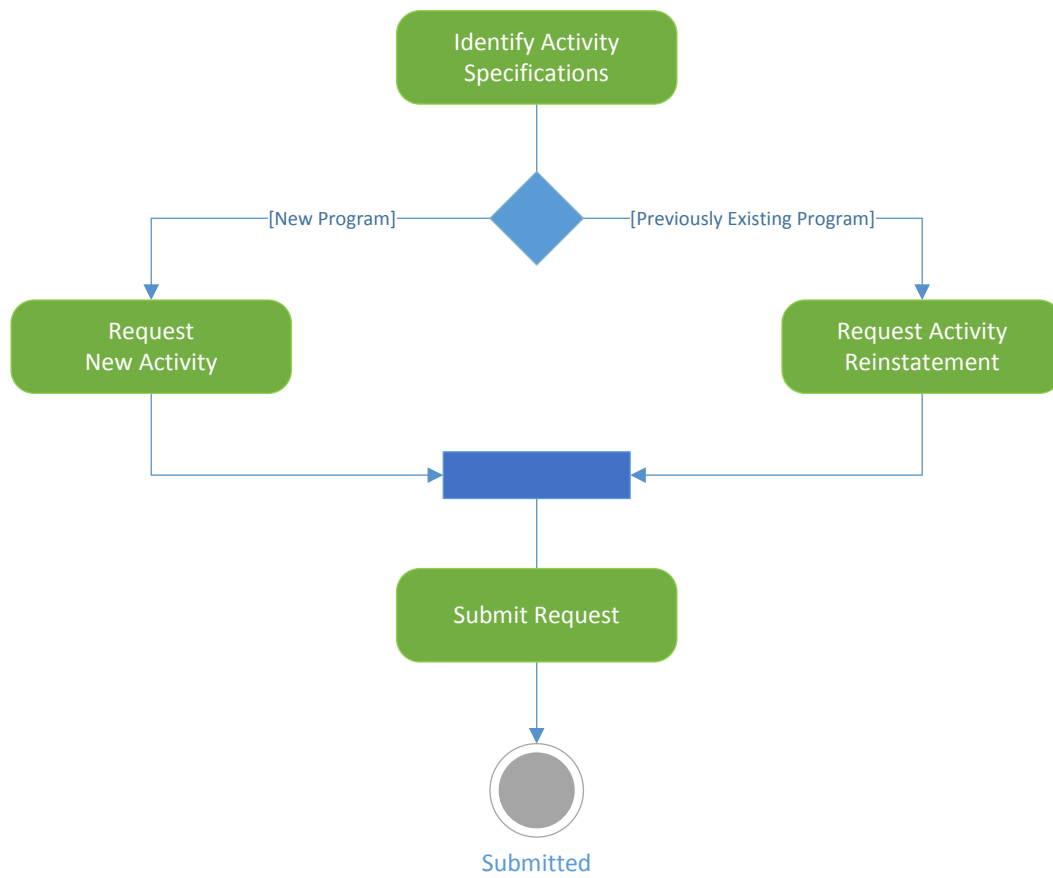 Identify Activity
Specifications
[New Program]
[Previously Existing Program]
Request
New Activity
Request Activity
Reinstatement
Submit Request
Submitted